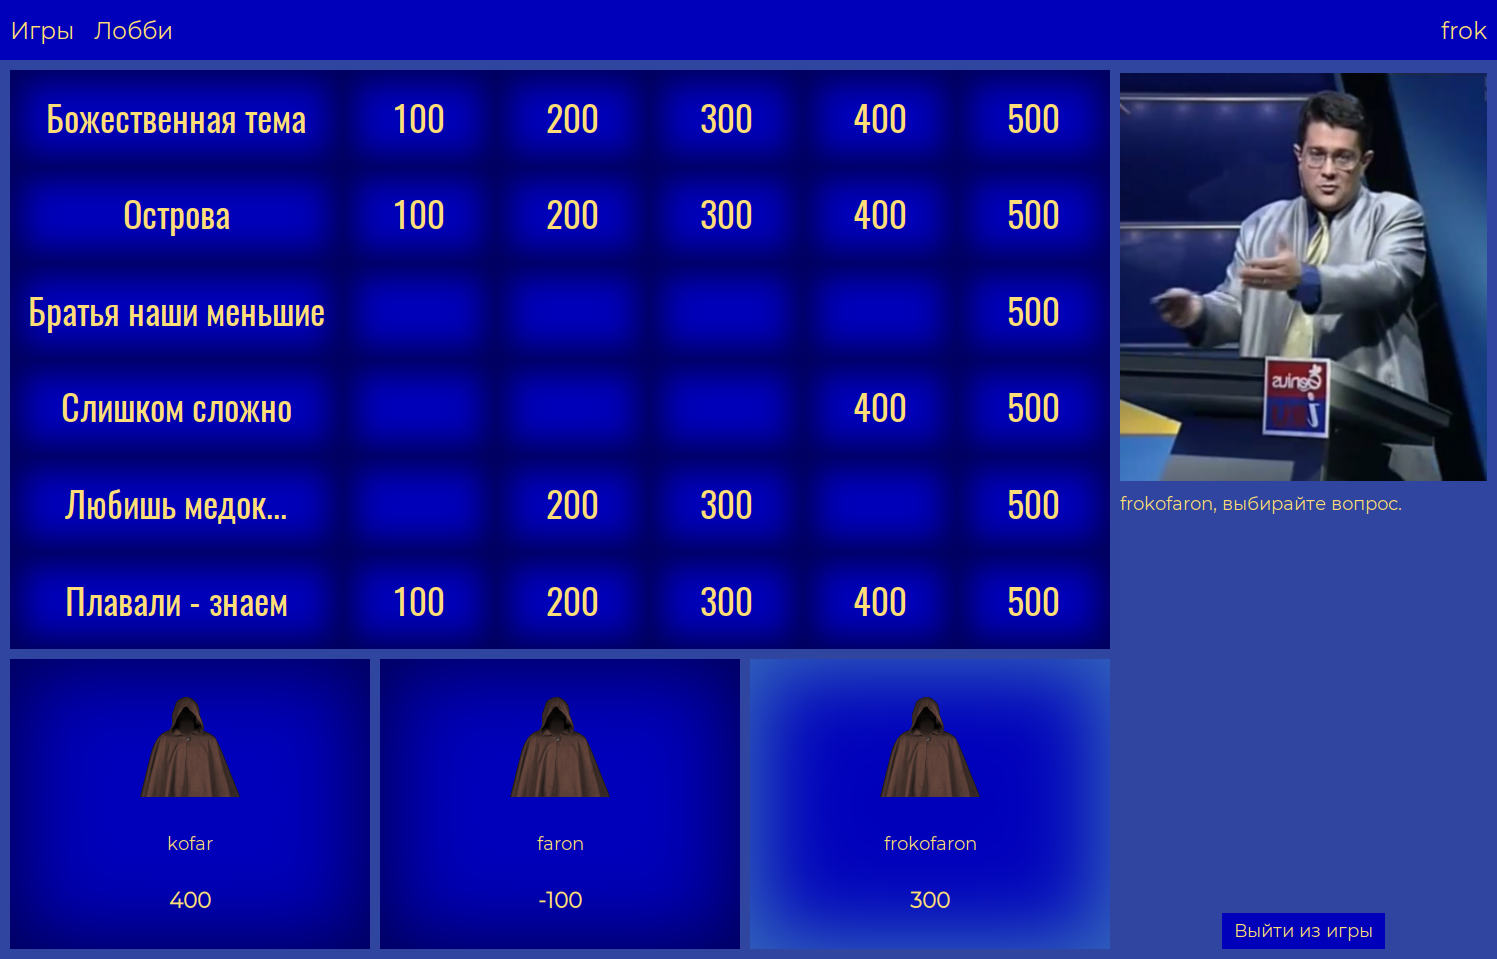 Игры Лобби frok
Божественная тема 100 200 300 400 500
Острова 100 200 300 400 500
Братья наши меньшие 500
Слишком сложно 400 500
Любишь медок... 200 300 500
Плавали - знаем 100 200 300 400 500
Genius
frokofaron, выбирайте вопрос.
kofar faron frokofaron
400 -100 300
Выйти из игры